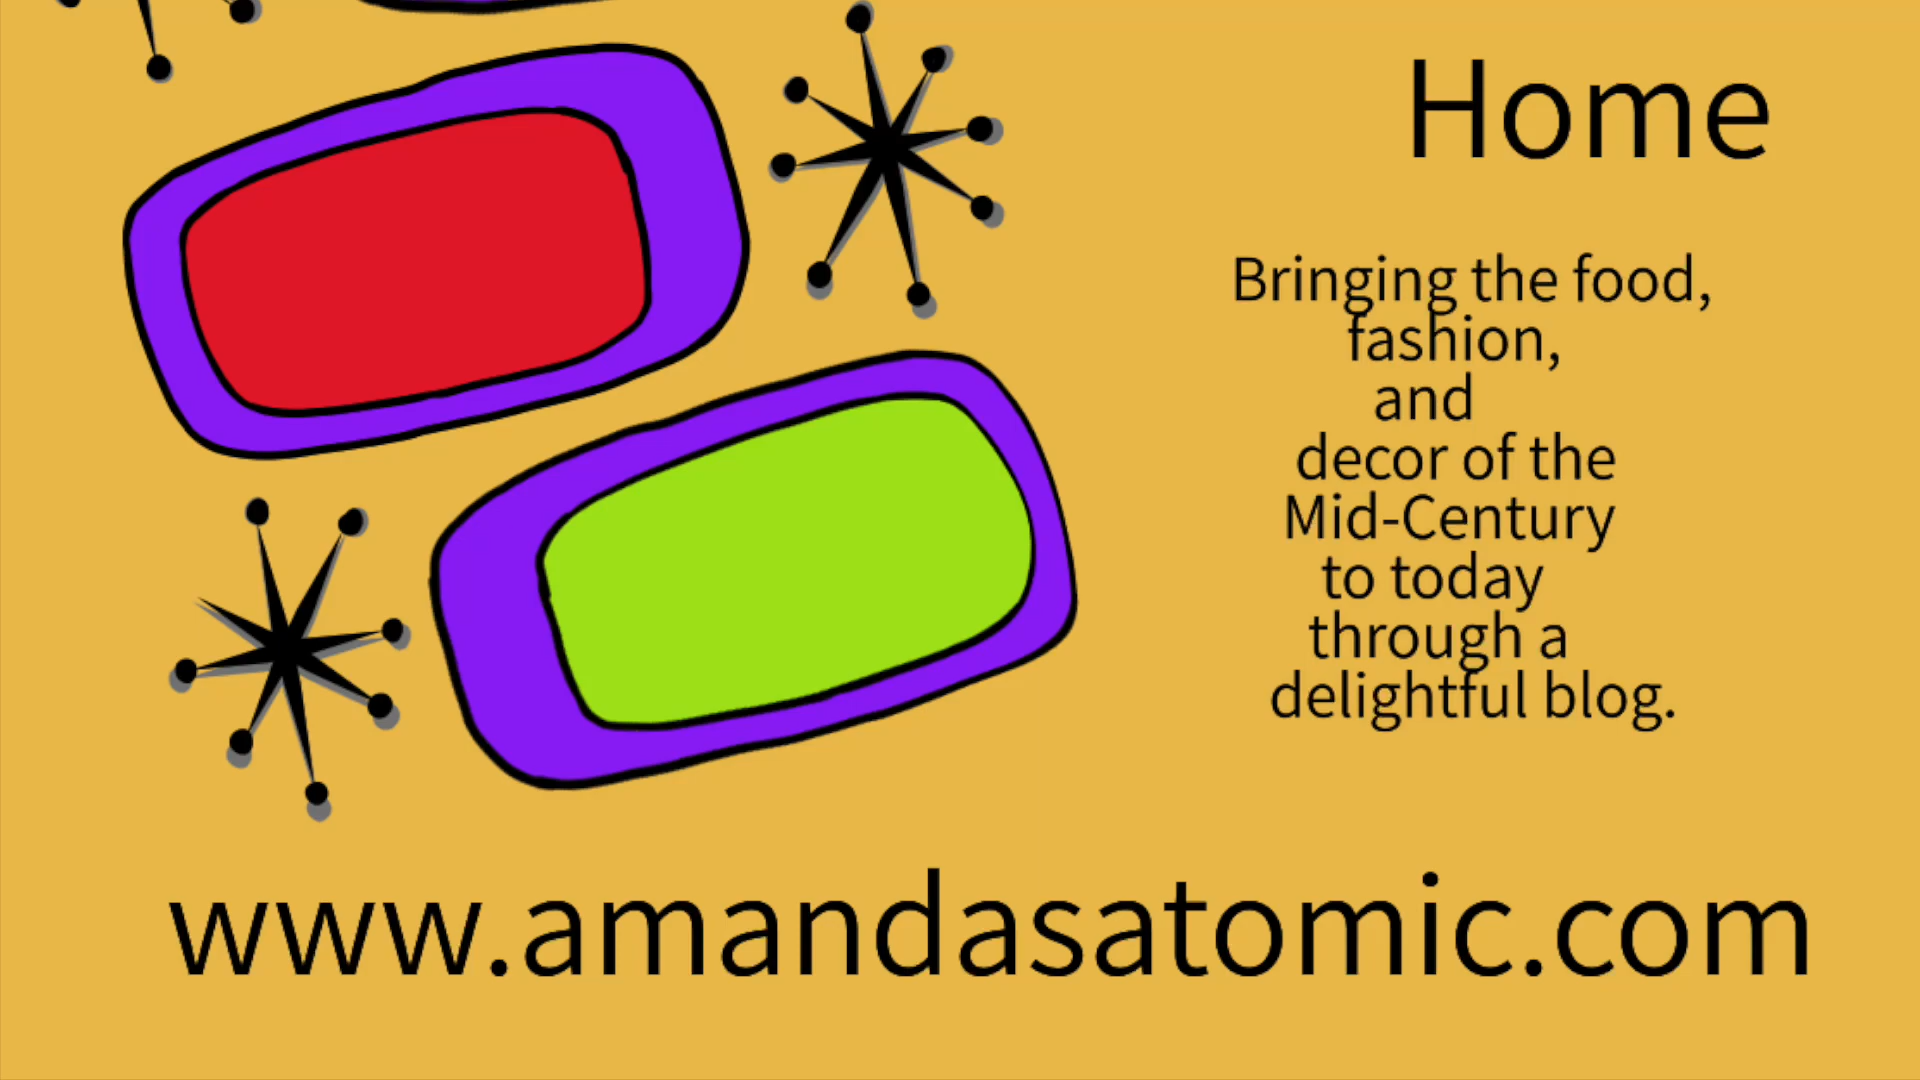 Home
Bringing the food,
fashion,
and
decor of the
Mid-Century
to today
through a
delightful blog.
www.amandasatomic.com